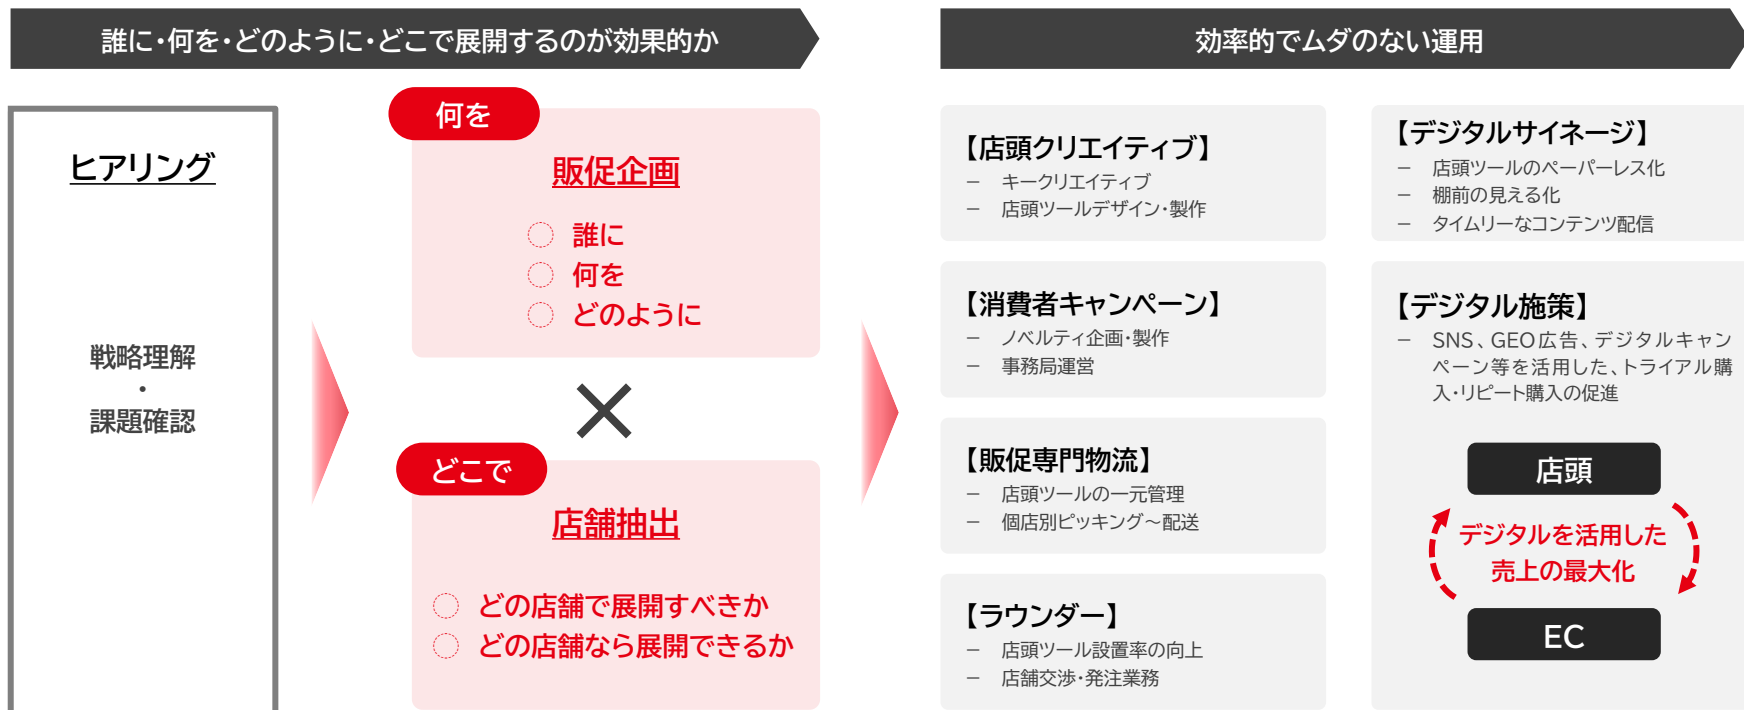 誰に・何を・どのように・どこで展開するのが効果的か
ヒアリング
戦略理解
・
課題確認
何を
販促企画
誰に
何を
どのように
×
どこで
店舗抽出
どの店舗で展開すべきか
どの店舗なら展開できるか
効率的でムダのない運用
【店頭クリエイティブ】
－ キークリエイティブ
－ 店頭ツールデザイン・製作
【消費者キャンペーン】
－ ノベルティ企画・製作
－ 事務局運営
【販促専門物流】
－ 店頭ツールの一元管理
－ 個店別ピッキング～配送
【ラウンダー】
－ 店頭ツール設置率の向上
－ 店舗交渉・発注業務
【デジタルサイネージ】
－ 店頭ツールのペーパーレス化
－ 棚前の見える化
－ タイムリーなコンテンツ配信
【デジタル施策】
－ SNS、GEO広告、デジタルキャン
ペーン等を活用した、トライアル購
入・リピート購入の促進
店頭
デジタルを活用した
売上の最大化
EC